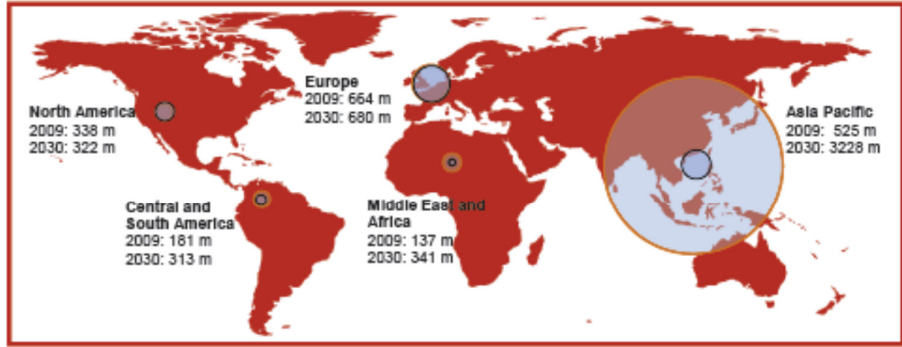 North America
2009: 338 m
2030: 322 m
Europe
2009: 664 m
2030: 680 m
Central and
South America
2009: 181 m
2030: 313 m
Middle East and
Africa
2009: 137 m
2030: 341 m
Asia Pacific
2009: 525 m
2030: 3228 m